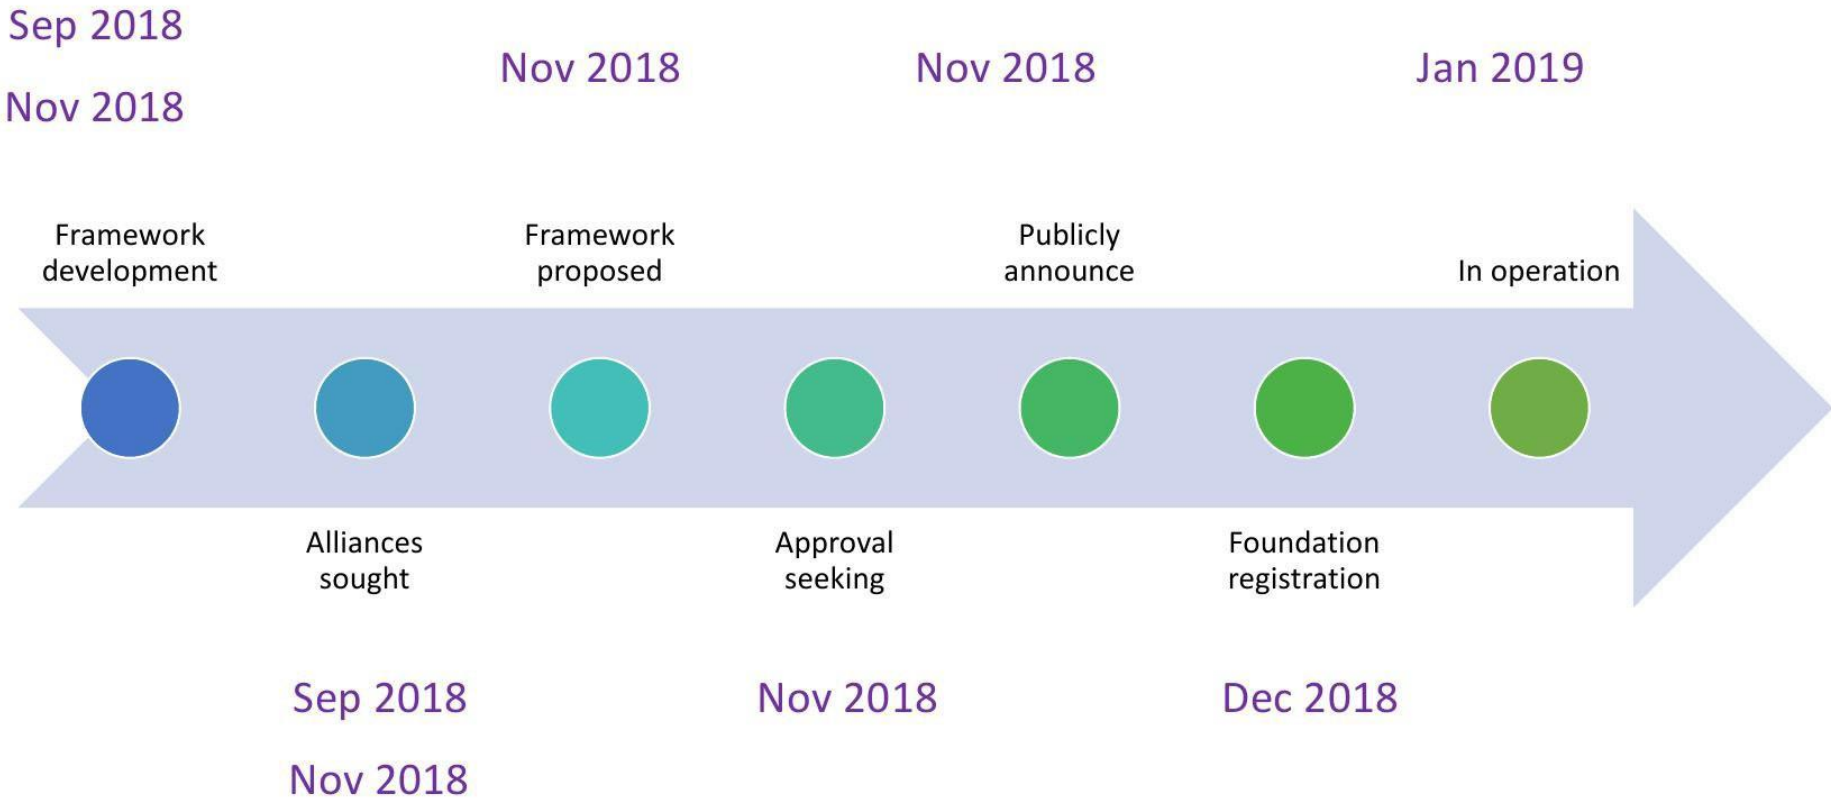 Sep 2018
Nov 2018
Nov 2018
Nov 2018
Jan 2019
Framework
development
Framework
proposed
Publicly
announce
In operation
Alliances
sought
Approval
seeking
Foundation
registration
Sep 2018
Nov 2018
Nov 2018
Dec 2018